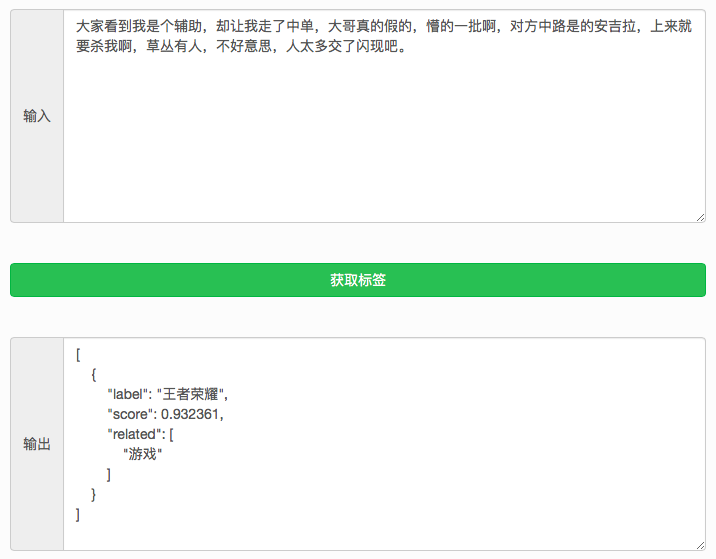 输入
大家看到我是个辅助，却让我走了中单，大哥真的假的，懵的一批啊，对方中路是的安吉拉，上来就
要杀我啊，草丛有人，不好意思，人太多交了闪现吧。
获取标签
输出
[
    {
        "label": "王者荣耀",
        "score": 0.932361,
        "related": [
            "游戏"
        ]
    }
]